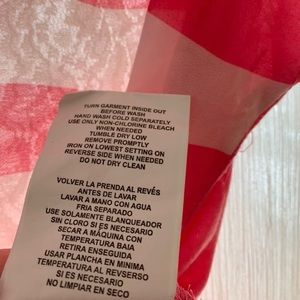 TURN GARMENT INSIDE OUT
BEFORE WASH
HAND WASH COLD SEPARATELY
USE ONLY NON-CHLORINE BLEACH
WHEN NEEDED
TUMBLE DRY LOW
REMOVE PROMPTLY
IRON ON LOWEST SETTING ON
REVERSE SIDE WHEN NEEDED
DO NOT DRY CLEAN
VOLVER LA PRENDA AL REVÉS
ANTES DE LAVAR
LAVAR A MANO CON AGUA
FRIA SEPARADO
USE SOLAMENTE BLANQUEADOR
SIN CLORO SI ES NECESARIO
SECAR A MÁQUINA CON
TEMPERATURA BAJA
RETIRA ENSEGUIDA
USAR PLANCHA EN MINIMA
TEMPERATURA AL REVSERSO
SI ES NECESARIO
NO LIMPIAR EN SECO